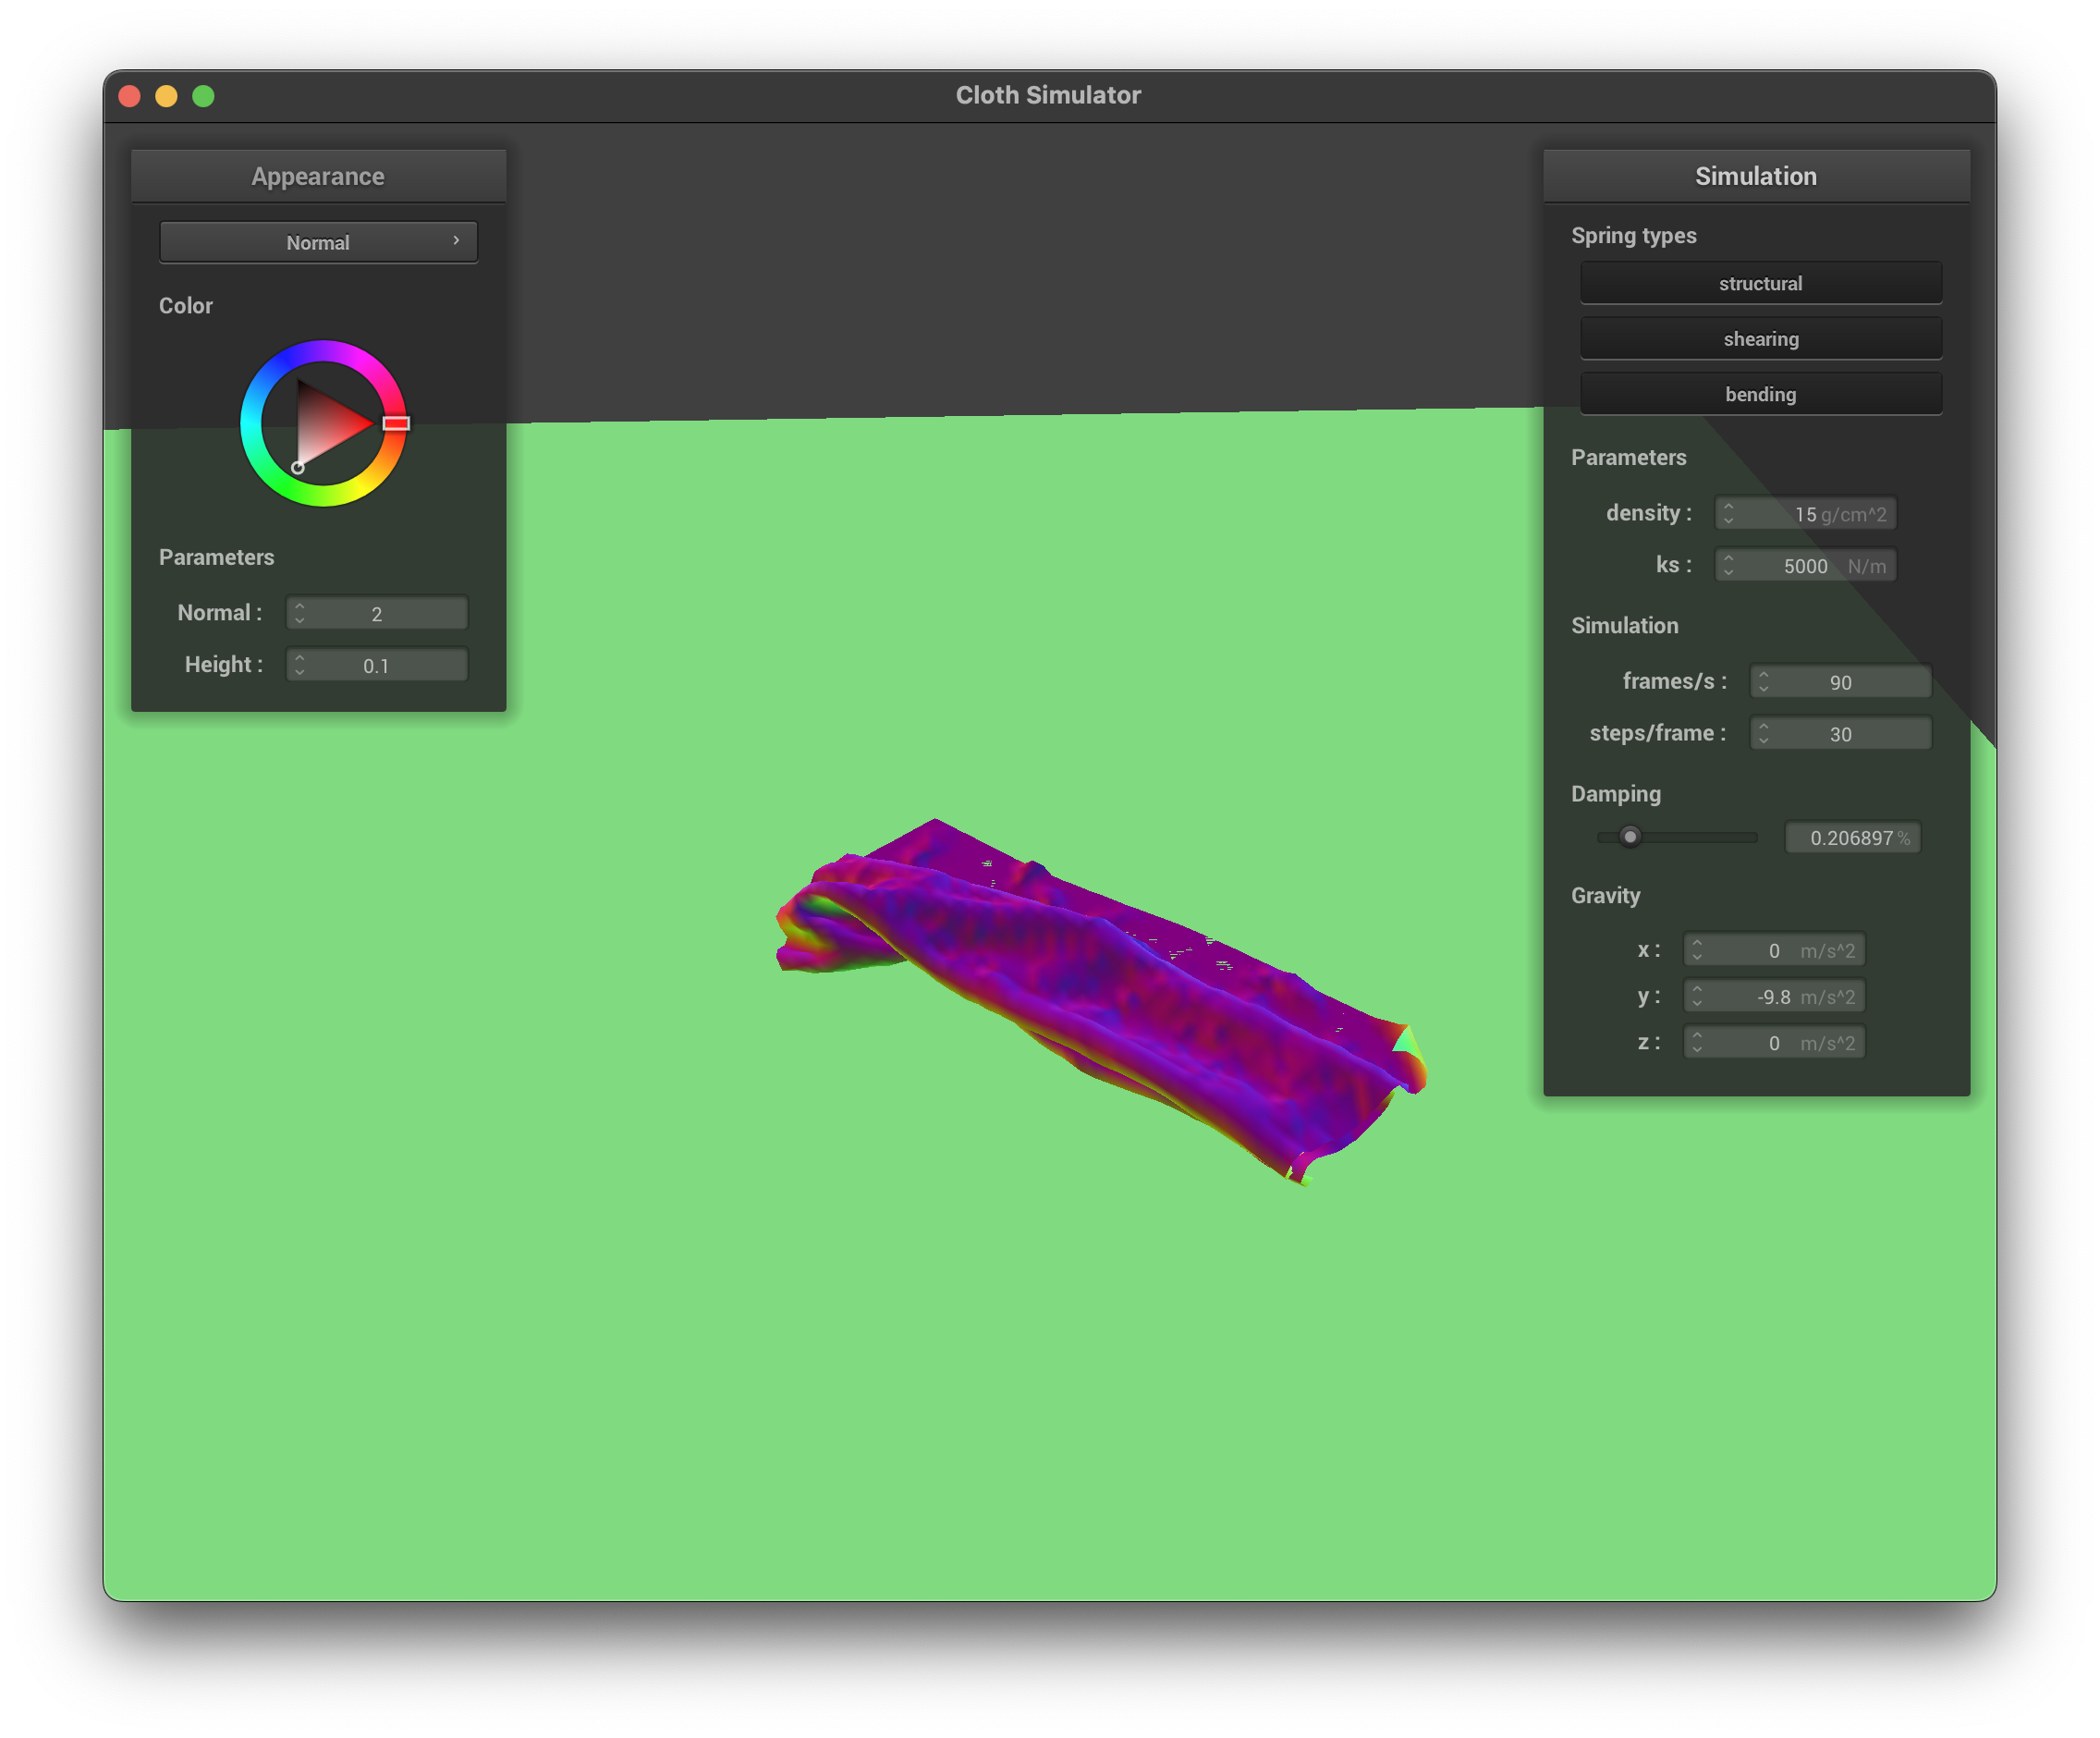 Cloth Simulator
Appearance
Normal
Color
Parameters
Normal : 2
Height : 0.1
Simulation
Spring types
structural
shearing
bending
Parameters
density : 15 g/cm^2
ks : 5000 N/m
Simulation
frames/s : 90
steps/frame : 30
Damping
0.206897 %
Gravity
x : 0 m/s^2
y : -9.8 m/s^2
z : 0 m/s^2